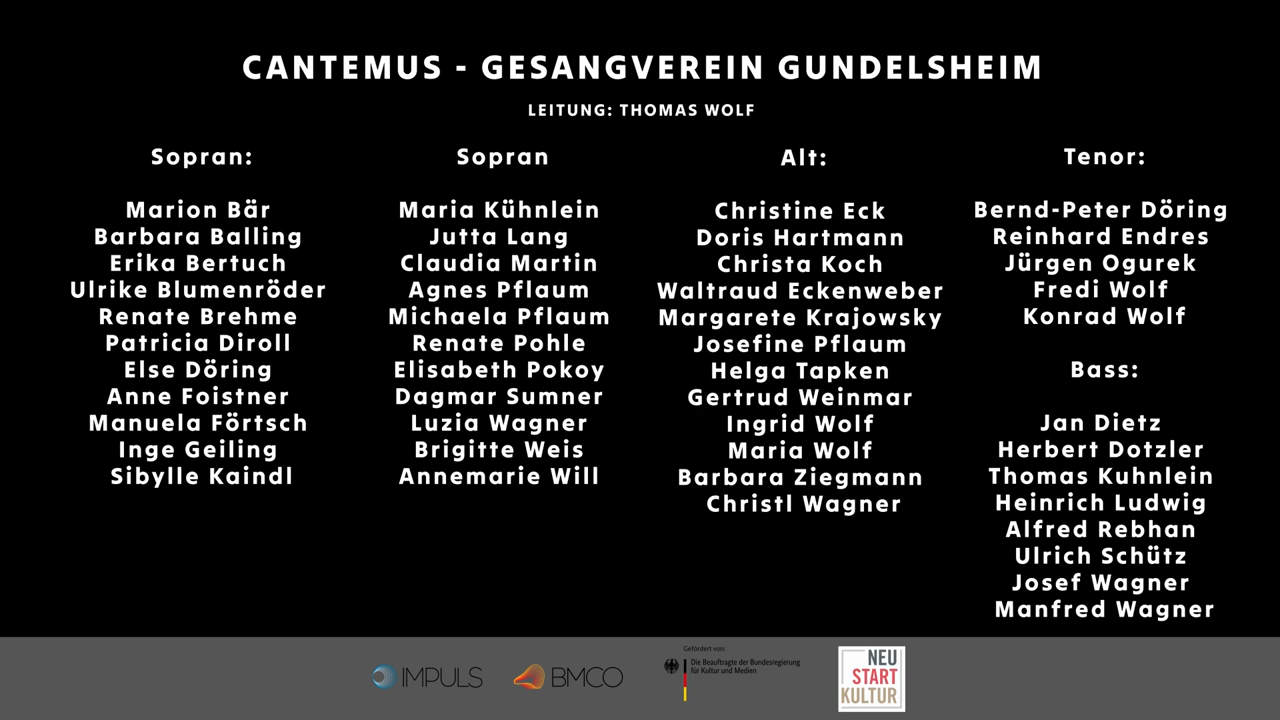 CANTEMUS - GESANGVEREIN GUNDELSHEIM
LEITUNG: THOMAS WOLF
Sopran:
Marion Bär
Barbara Balling
Erika Bertuch
Ulrike Blumenröder
Renate Brehme
Patricia Diroll
Else Döring
Anne Foistner
Manuela Förtsch
Inge Geiling
Sibylle Kaindl
Sopran
Maria Kühnlein
Jutta Lang
Claudia Martin
Agnes Pflaum
Michaela Pflaum
Renate Pohle
Elisabeth Pokoy
Dagmar Sumner
Luzia Wagner
Brigitte Weis
Annemarie Will
Alt:
Christine Eck
Doris Hartmann
Christa Koch
Waltraud Eckenweber
Margarete Krajowsky
Josefine Pflaum
Helga Tapken
Gertrud Weinmar
Ingrid Wolf
Maria Wolf
Barbara Ziegmann
Christl Wagner
Tenor:
Bernd-Peter Döring
Reinhard Endres
Jürgen Ogurek
Fredi Wolf
Konrad Wolf
Bass:
Jan Dietz
Herbert Dotzler
Thomas Kuhnlein
Heinrich Ludwig
Alfred Rebhan
Ulrich Schütz
Josef Wagner
Manfred Wagner
IMPULS
BMCO
Gefördert von:
Die Beauftragte der Bundesregierung
für Kultur und Medien
NEU
START
KULTUR